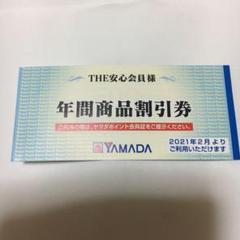 THE安心会員様
年間商品割引券
ご利用の際は、ヤマダポイント会員証をご提示ください。
YAMADA
2021年2月より
ご利用いただけます